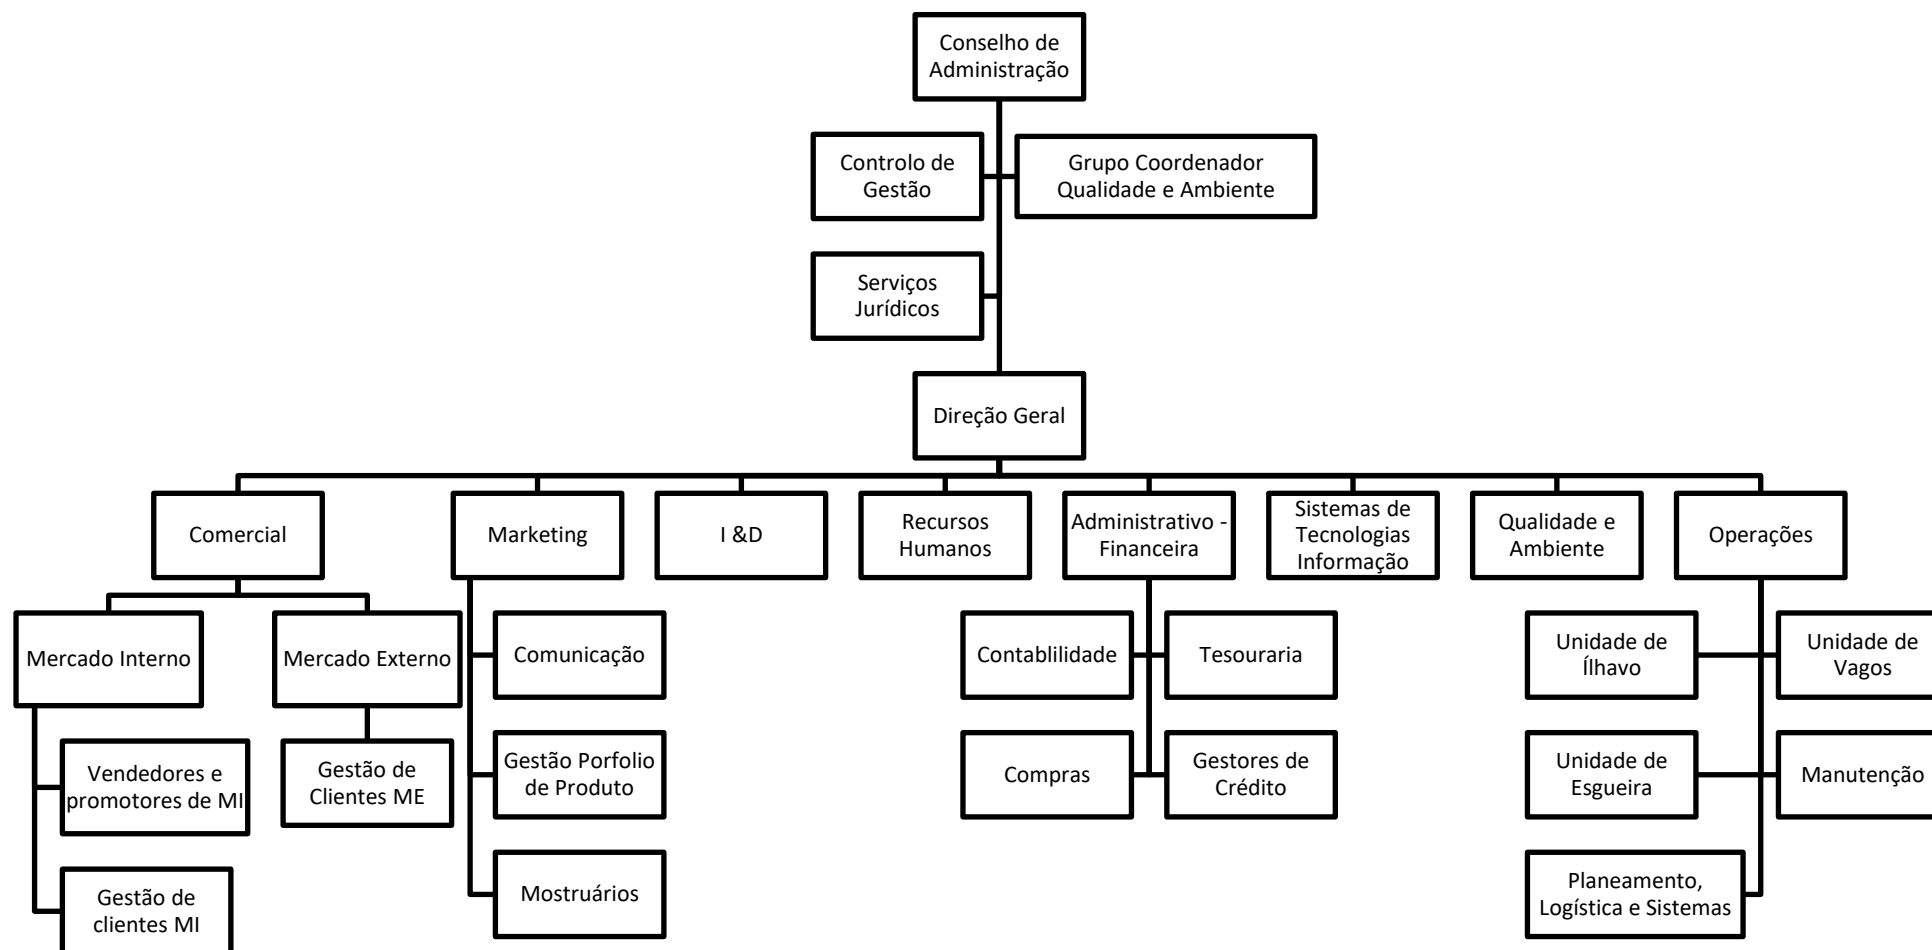 Conselho de
Administração
Controlo de
Gestão
Grupo Coordenador
Qualidade e Ambiente
Serviços
Jurídicos
Direção Geral
Comercial
Marketing
I &D
Recursos
Humanos
Administrativo -
Financeira
Sistemas de
Tecnologias
Informação
Qualidade e
Ambiente
Operações
Mercado Interno
Mercado Externo
Comunicação
Contablilidade
Tesouraria
Unidade de
Ílhavo
Unidade de
Vagos
Vendedores e
promotores de MI
Gestão de
Clientes ME
Gestão Porfolio
de Produto
Compras
Gestores de
Crédito
Unidade de
Esgueira
Manutenção
Gestão de
clientes MI
Mostruários
Planeamento,
Logística e Sistemas